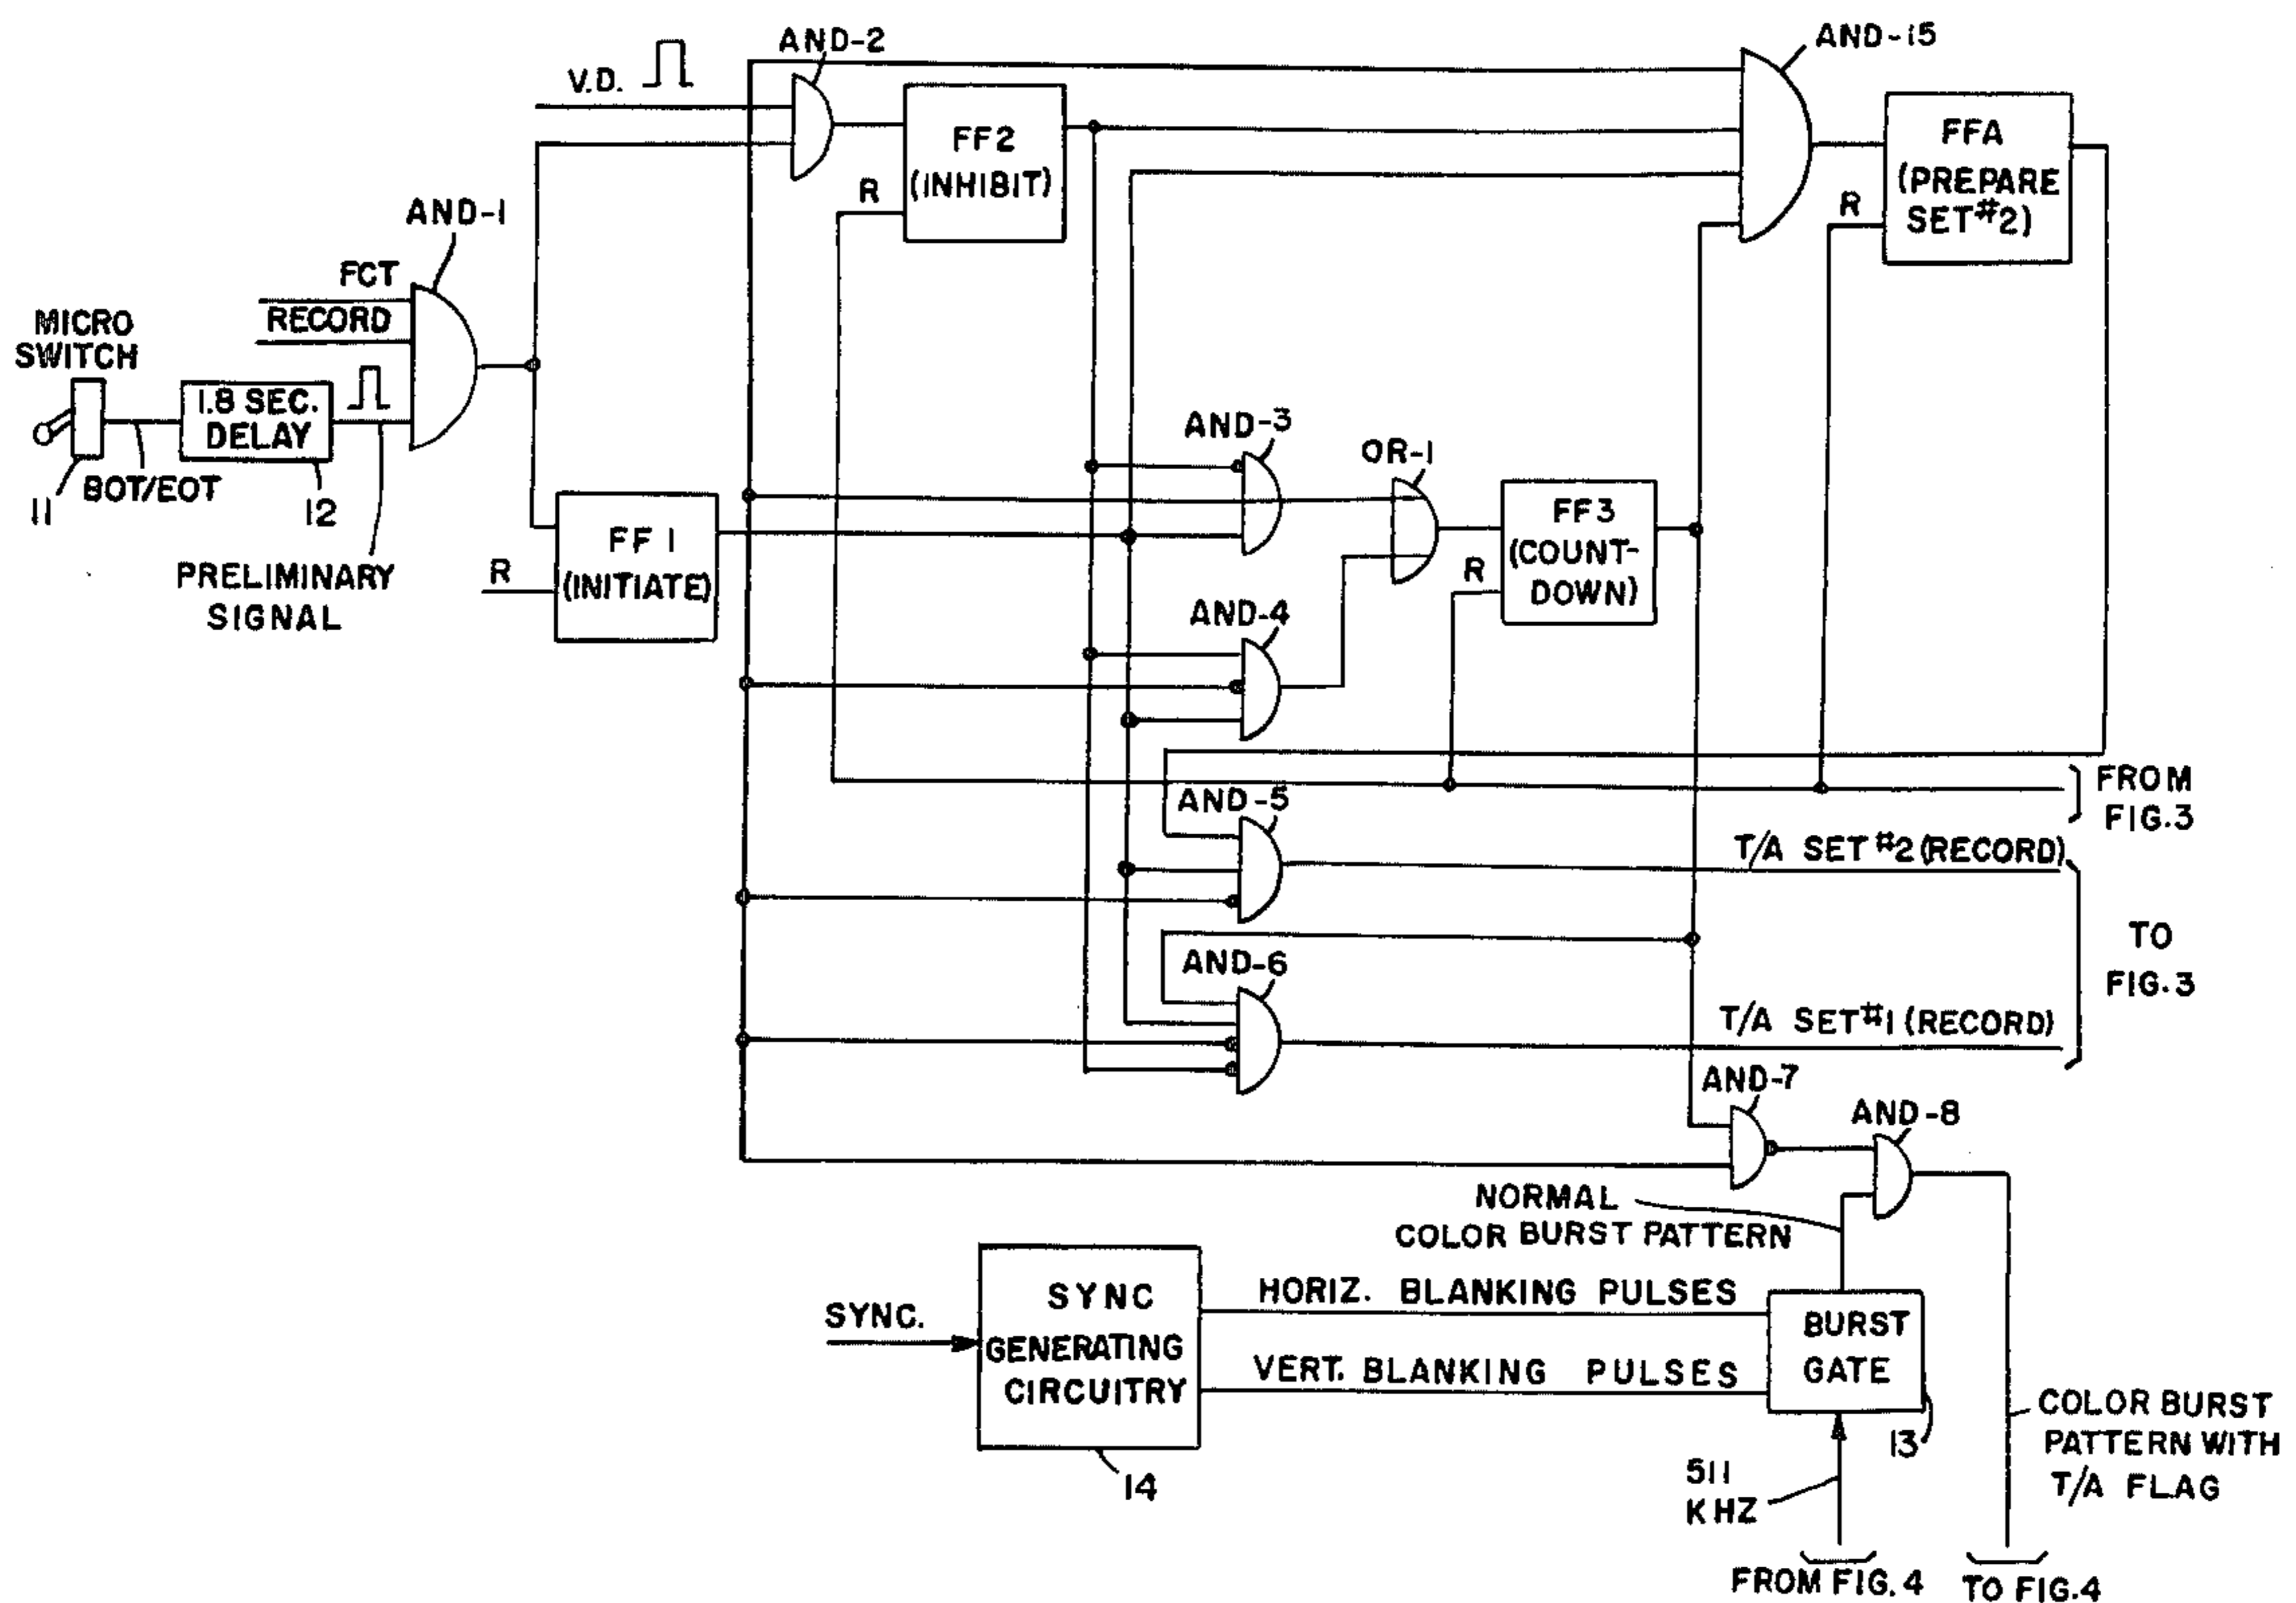 AND-2
AND-15
V.D.
FF2
(INHIBIT)
R
FFA
(PREPARE
SET#2)
R
AND-1
FCT
RECORD
MICRO
SWITCH
1.8 SEC.
DELAY
BOT/EOT
11
12
PRELIMINARY
SIGNAL
FF 1
(INITIATE)
R
AND-3
OR-1
FF3
(COUNT-
DOWN)
R
AND-4
AND-5
FROM
FIG.3
T/A SET #2 (RECORD)
AND-6
TO
FIG.3
T/A SET#1 (RECORD)
AND-7
AND-8
NORMAL
COLOR BURST PATTERN
SYNC.
SYNC
GENERATING
CIRCUITRY
14
HORIZ. BLANKING PULSES
VERT. BLANKING PULSES
BURST
GATE
13
COLOR BURST
PATTERN WITH
T/A FLAG
511
KHZ
FROM FIG. 4
TO FIG.4